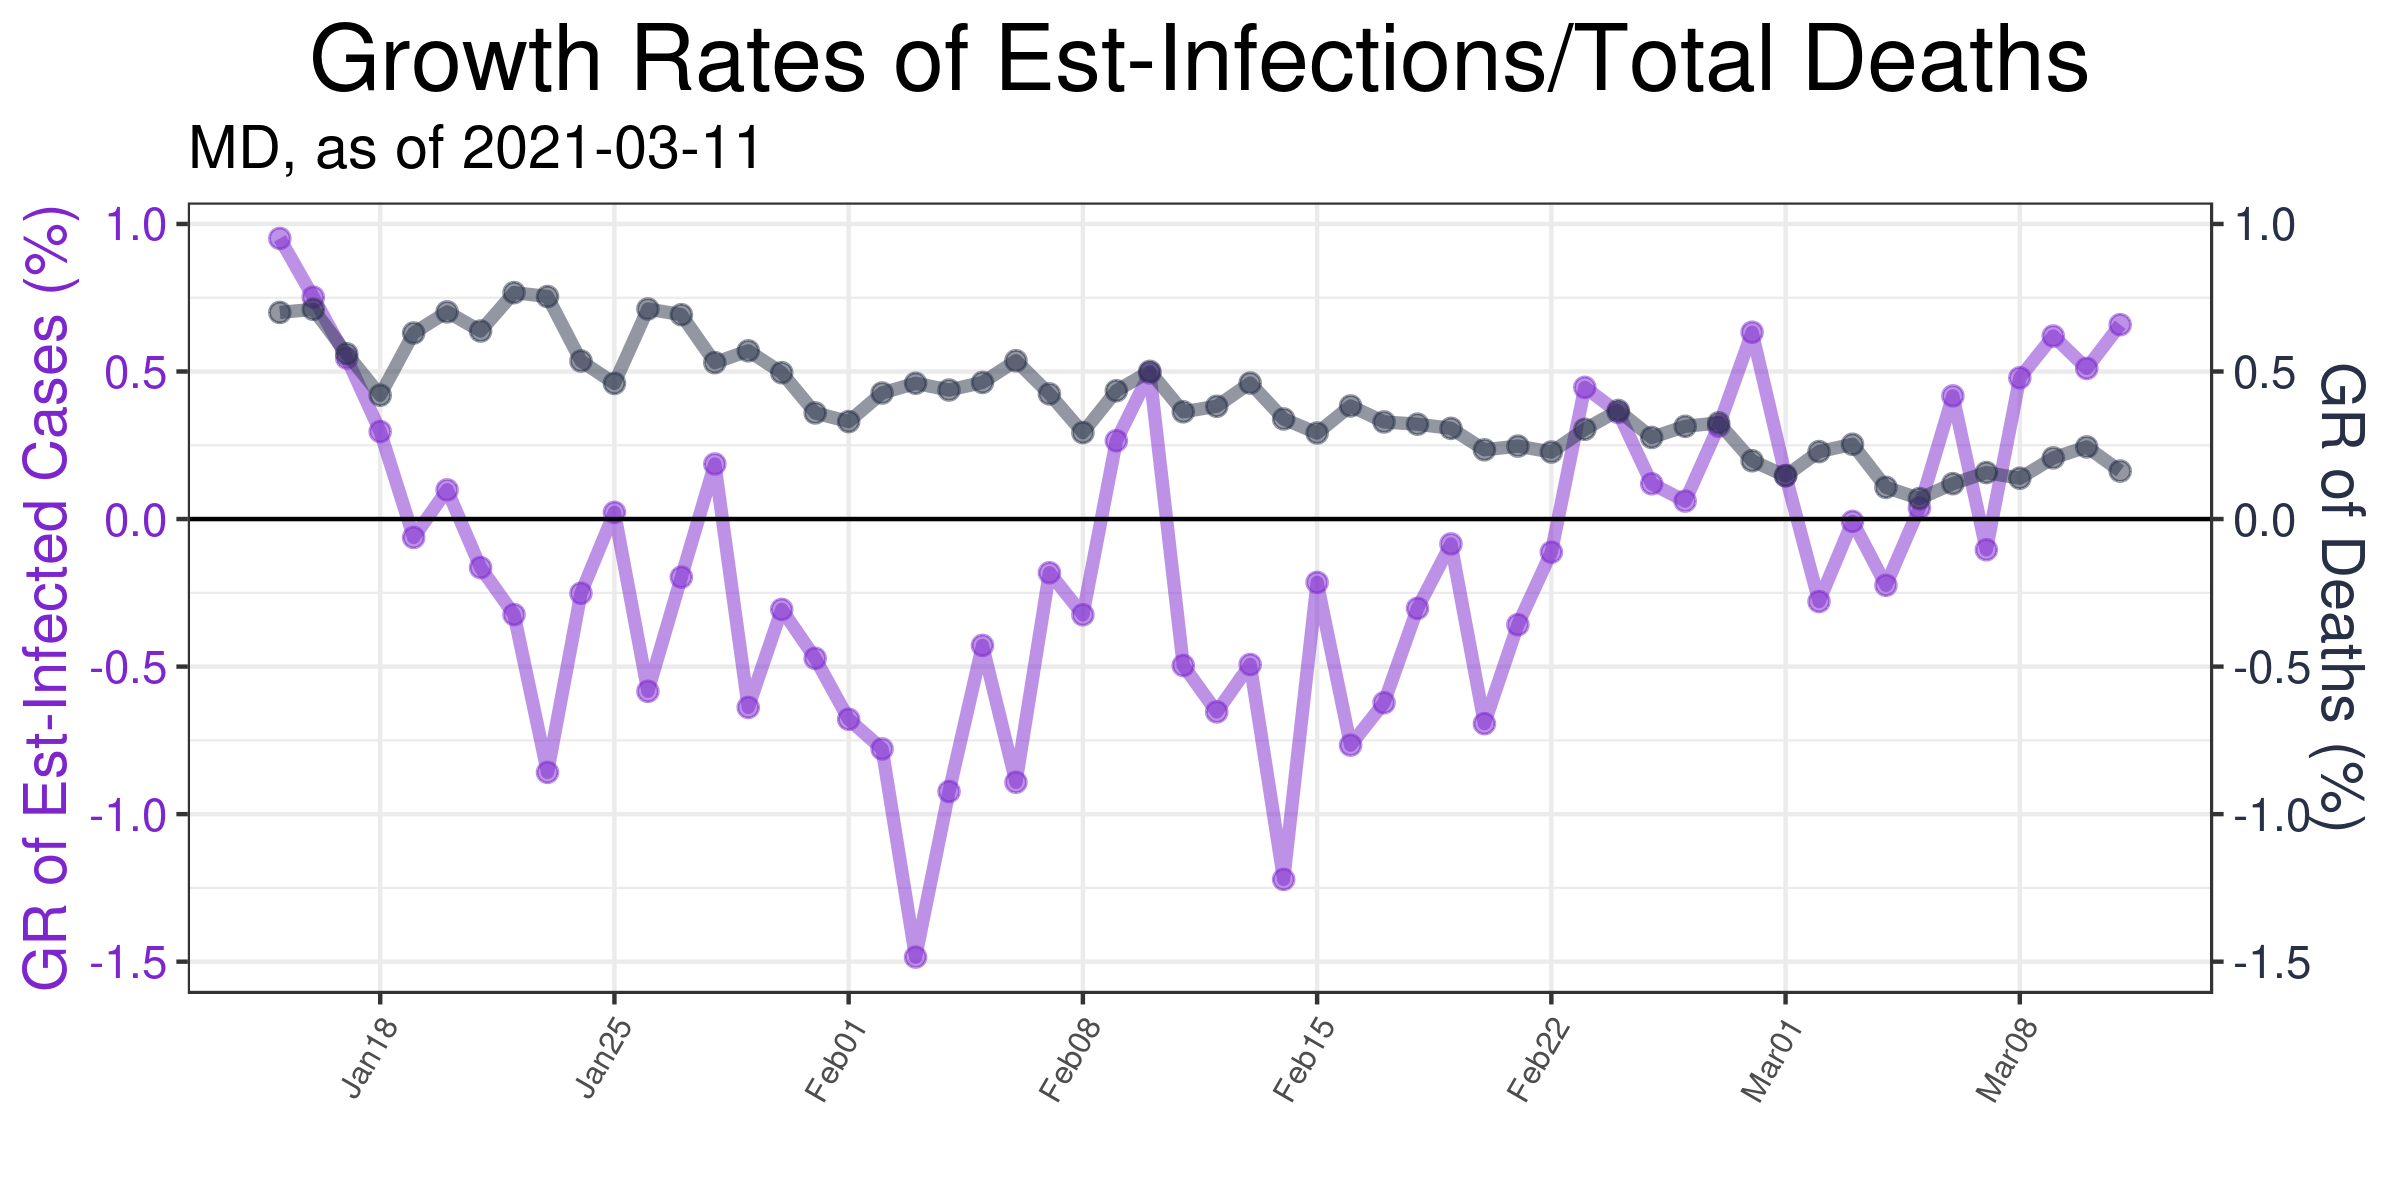 Growth Rates of Est-Infections/Total Deaths
MD, as of 2021-03-11
GR of Est-Infected Cases (%)
1.0
0.5
0.0
-0.5
-1.0
-1.5
1.0
0.5
0.0
-0.5
-1.0
-1.5
GR of Deaths (%)
Jan18 Jan25 Feb01 Feb08 Feb15 Feb22 Mar01 Mar08